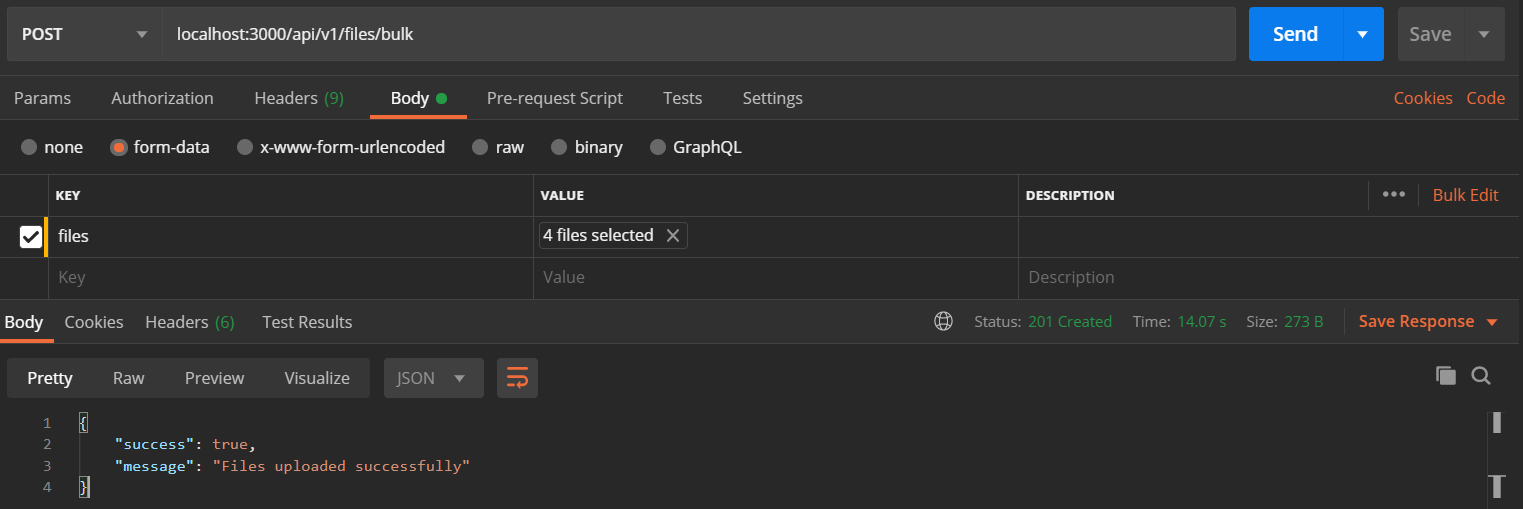 POST localhost:3000/api/v1/files/bulk Send Save
Params Authorization Headers (9) Body Pre-request Script Tests Settings Cookies Code
none form-data x-www-form-urlencoded raw binary GraphQL
KEY VALUE DESCRIPTION ••• Bulk Edit
files 4 files selected
Key Value Description
Body Cookies Headers (6) Test Results Status: 201 Created Time: 14.07 s Size: 273 B Save Response
Pretty Raw Preview Visualize JSON
1 {
2 "success": true,
3 "message": "Files uploaded successfully"
4 }